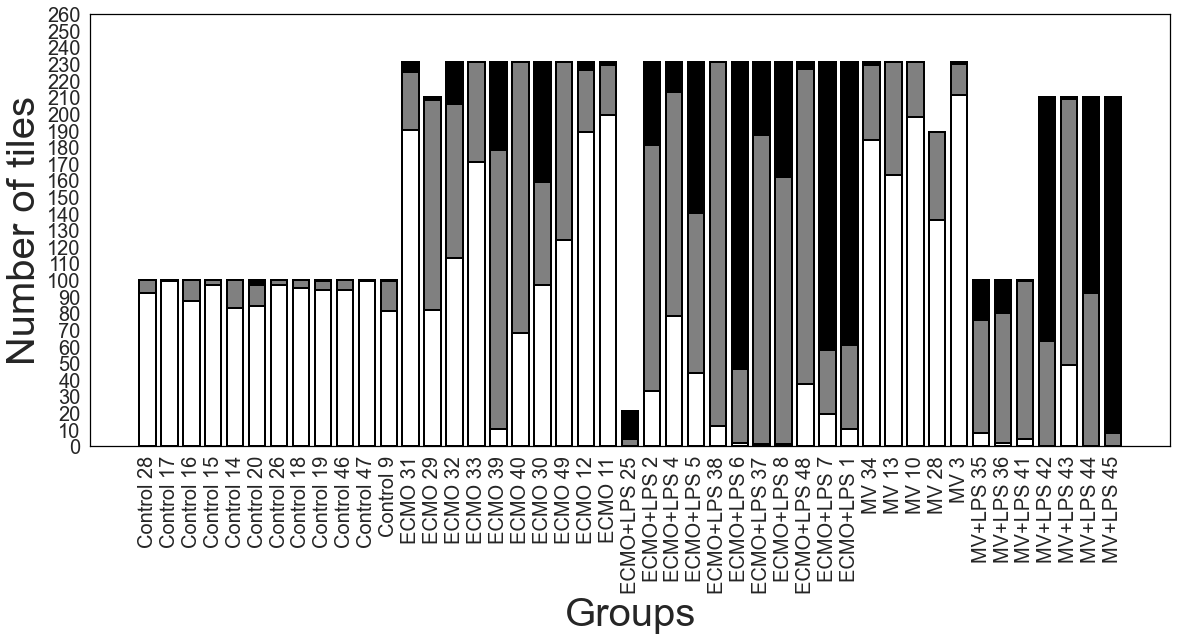 Number of tiles
260
250
240
230
220
210
200
190
180
170
160
150
140
130
120
110
100
90
80
70
60
50
40
30
20
10
0
Control 28
Control 17
Control 16
Control 15
Control 14
Control 20
Control 26
Control 18
Control 19
Control 46
Control 47
Control 9
ECMO 31
ECMO 29
ECMO 32
ECMO 33
ECMO 39
ECMO 40
ECMO 30
ECMO 49
ECMO 12
ECMO 11
ECMO+LPS 25
ECMO+LPS 2
ECMO+LPS 4
ECMO+LPS 5
ECMO+LPS 38
ECMO+LPS 6
ECMO+LPS 37
ECMO+LPS 8
ECMO+LPS 48
ECMO+LPS 7
ECMO+LPS 1
MV 34
MV 13
MV 10
MV 28
MV 3
MV+LPS 35
MV+LPS 36
MV+LPS 41
MV+LPS 42
MV+LPS 43
MV+LPS 44
MV+LPS 45
Groups